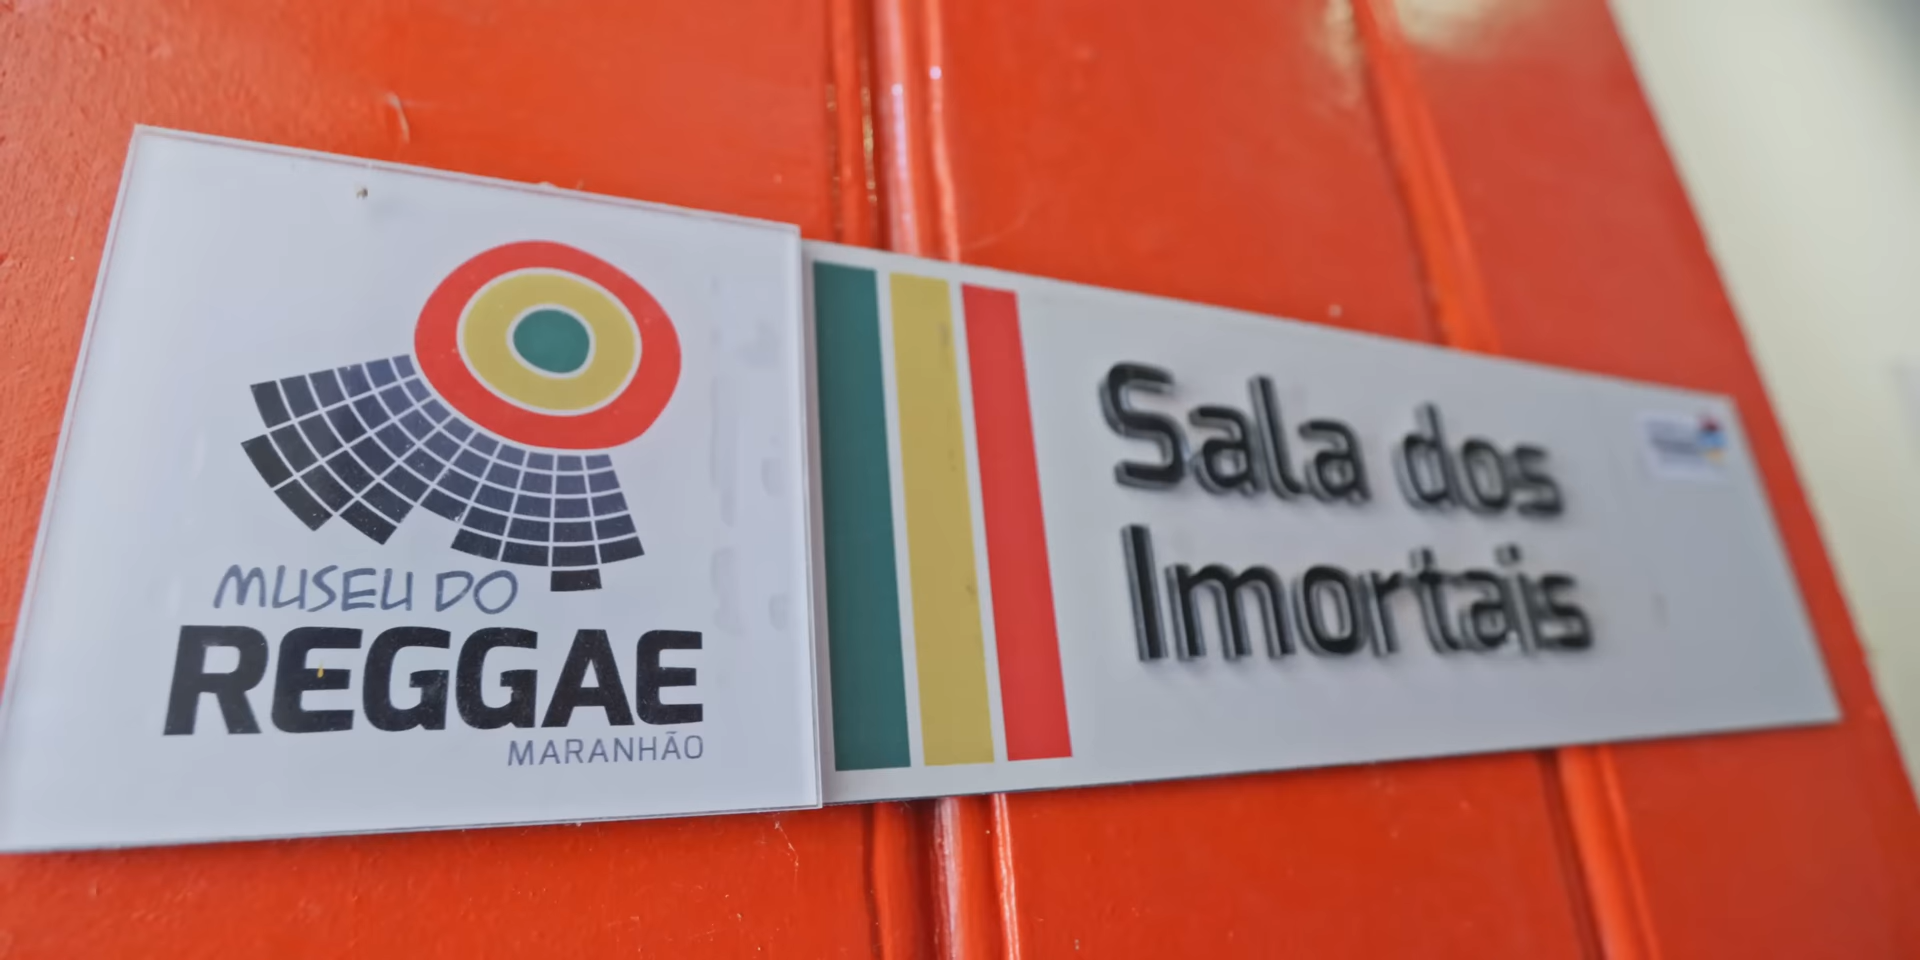 MUSEU DO
REGGAE
MARANHÃO
Sala dos
Imortais